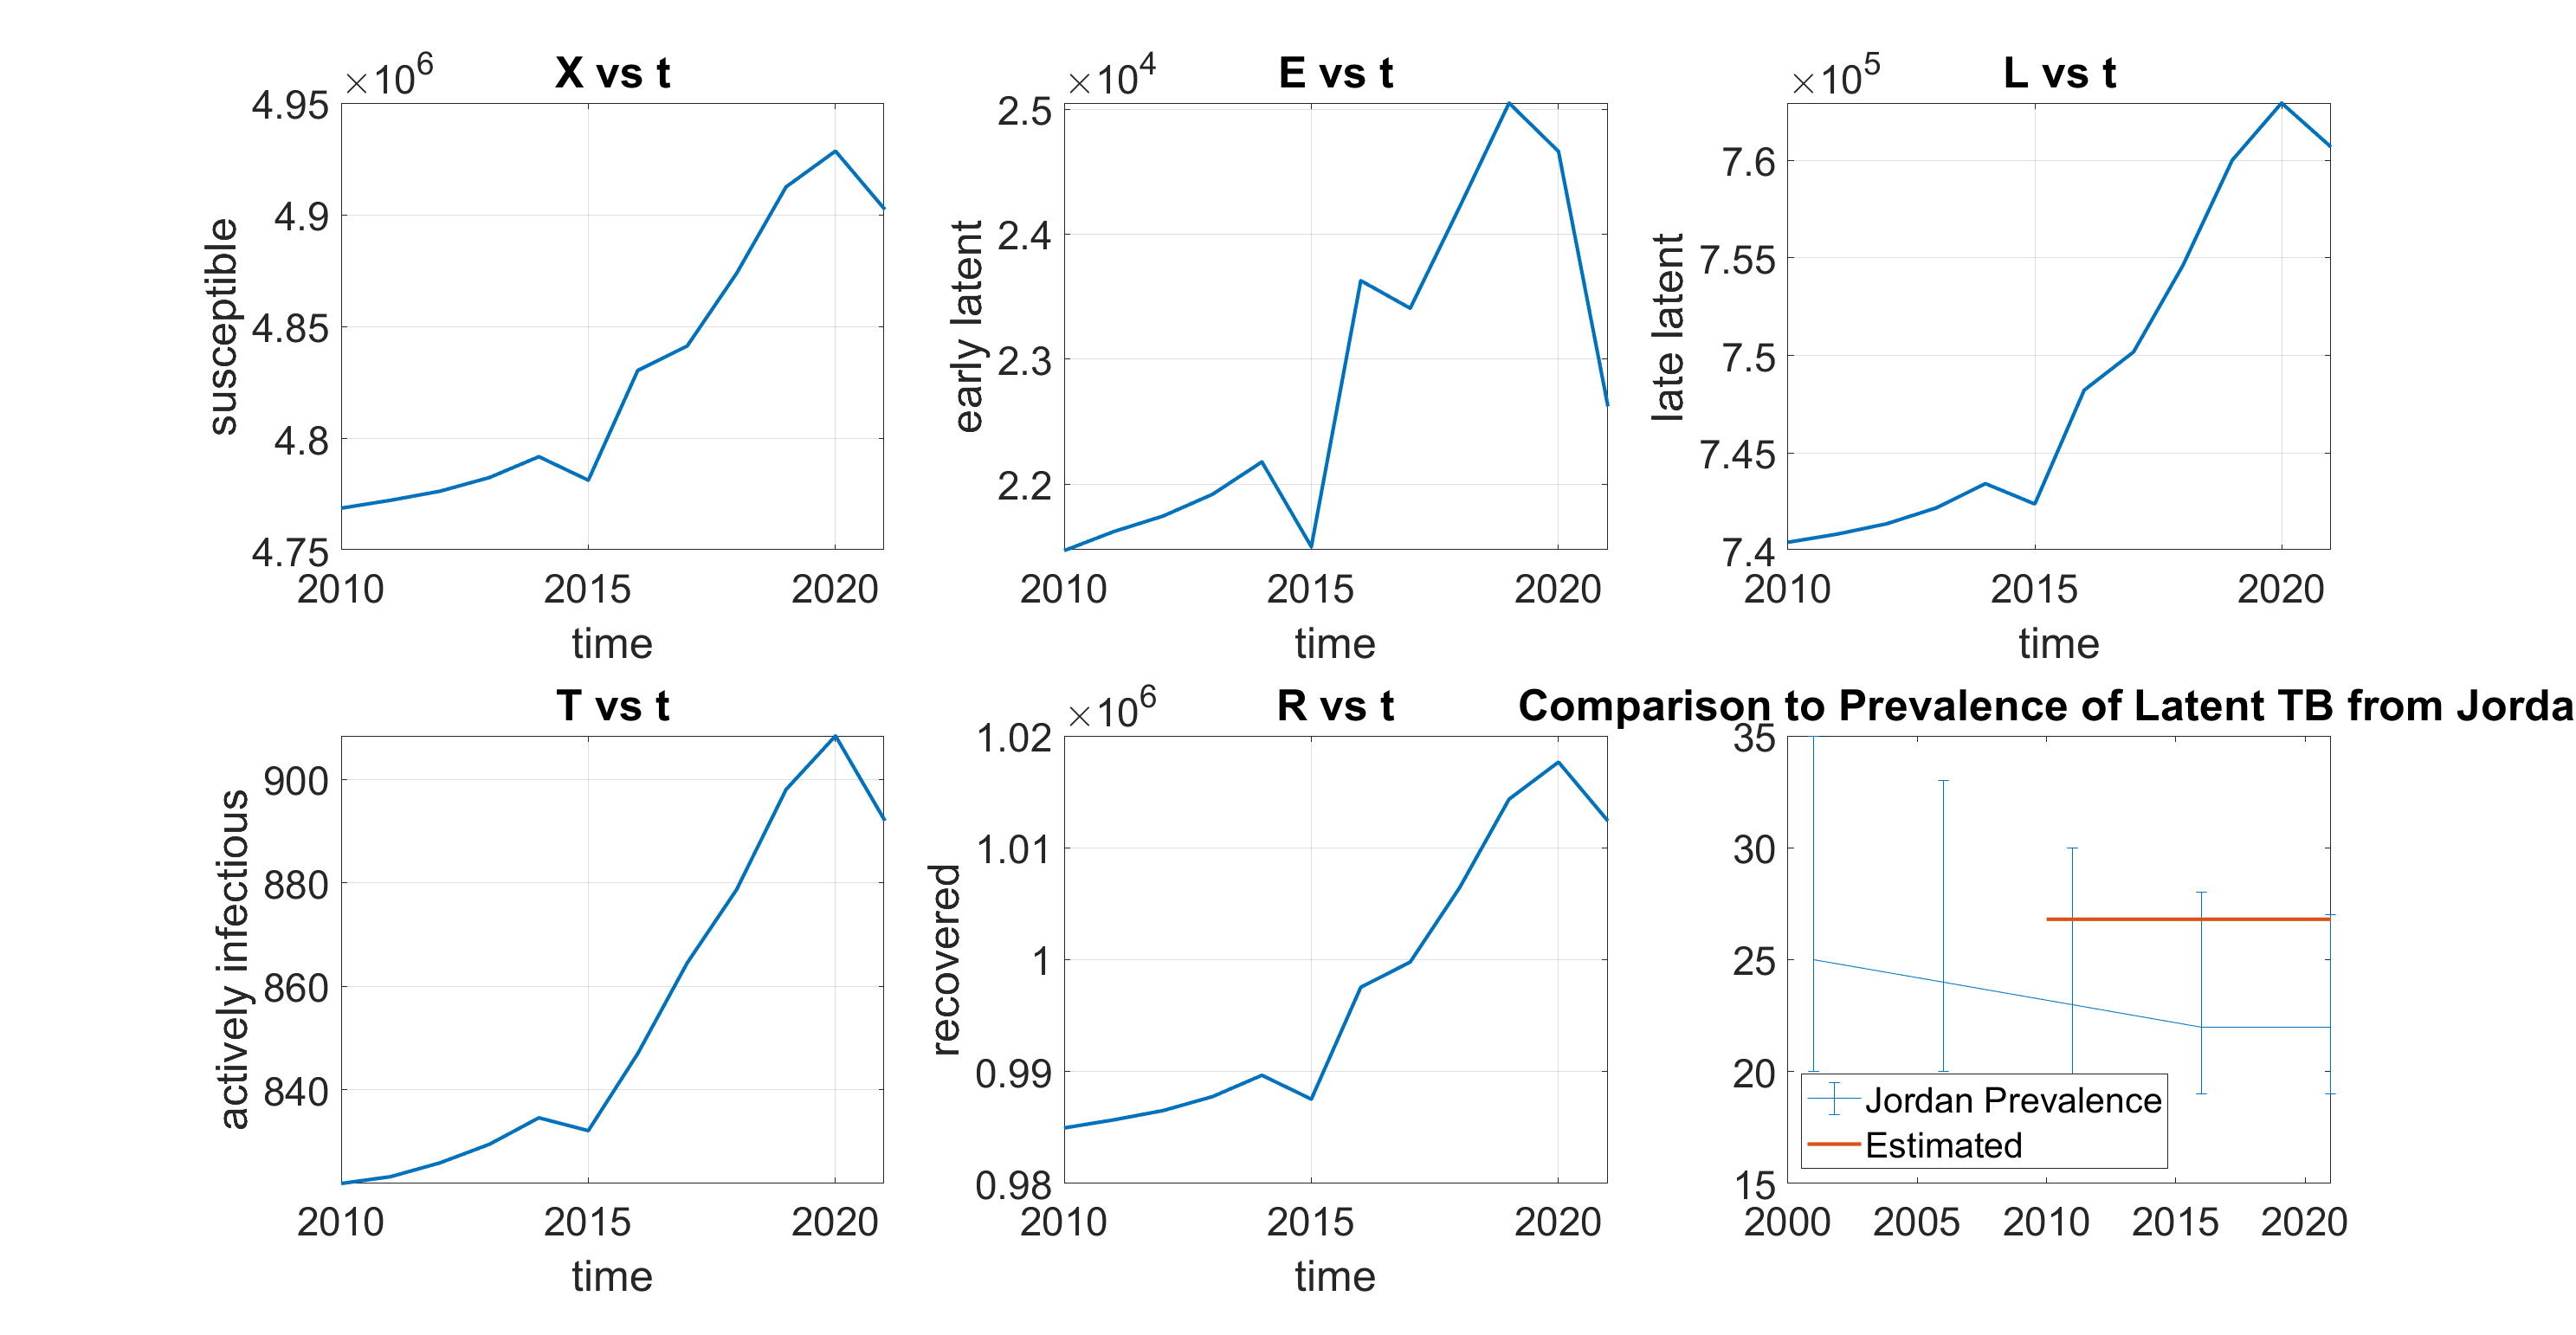 X vs t
×10^6
4.95
4.9
4.85
4.8
4.75
susceptible
2010 2015 2020
time
E vs t
×10^4
2.5
2.4
2.3
2.2
early latent
2010 2015 2020
time
L vs t
×10^5
7.6
7.55
7.5
7.45
7.4
late latent
2010 2015 2020
time
T vs t
900
880
860
840
actively infectious
2010 2015 2020
time
R vs t
×10^6
1.02
1.01
1
0.99
0.98
recovered
2010 2015 2020
time
Comparison to Prevalence of Latent TB from Jorda
35
30
25
20
15
Jordan Prevalence
Estimated
2000 2005 2010 2015 2020